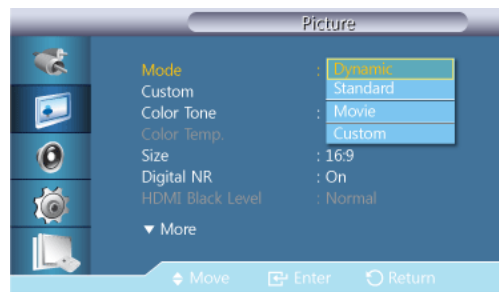 Picture
Mode : Dynamic
Custom Standard
Color Tone : Movie
Color Temp. Custom
Size : 16:9
Digital NR : On
HDMI Black Level : Normal
▼ More
Move Enter Return